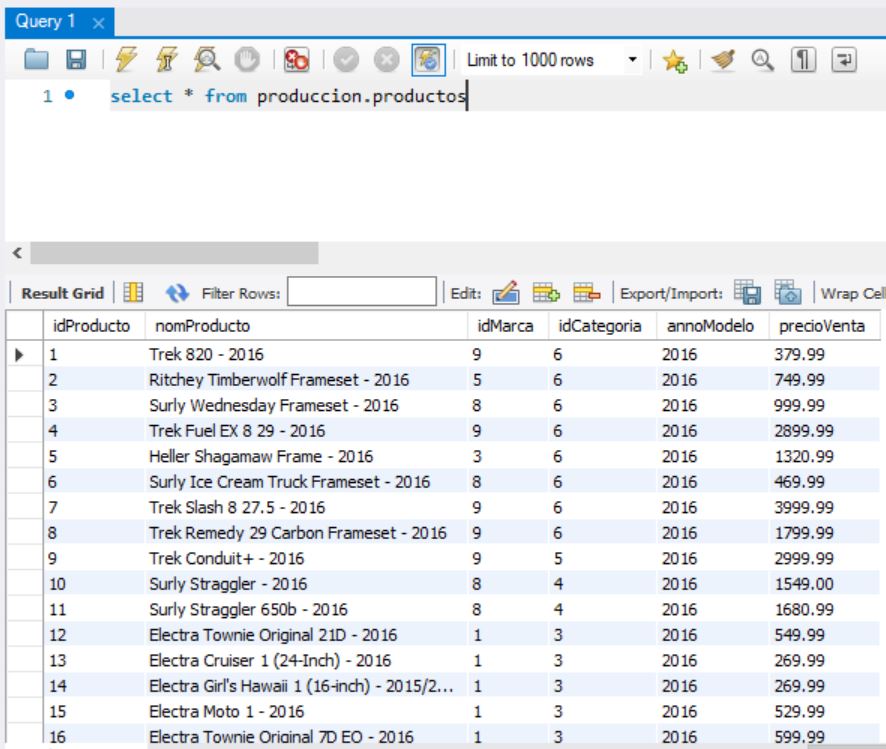 Query 1
Limit to 1000 rows
1 select * from produccion.productos
Result Grid Filter Rows: Edit: Export/Import: Wrap Cel
idProducto nomProducto idMarca idCategoria annoModelo precioVenta
1 Trek 820 - 2016 9 6 2016 379.99
2 Ritchey Timberwolf Frameset - 2016 5 6 2016 749.99
3 Surly Wednesday Frameset - 2016 8 6 2016 999.99
4 Trek Fuel EX 8 29 - 2016 9 6 2016 2899.99
5 Heller Shagamaw Frame - 2016 3 6 2016 1320.99
6 Surly Ice Cream Truck Frameset - 2016 8 6 2016 469.99
7 Trek Slash 8 27.5 - 2016 9 6 2016 3999.99
8 Trek Remedy 29 Carbon Frameset - 2016 9 6 2016 1799.99
9 Trek Conduit+ - 2016 9 5 2016 2999.99
10 Surly Straggler - 2016 8 4 2016 1549.00
11 Surly Straggler 650b - 2016 8 4 2016 1680.99
12 Electra Townie Original 21D - 2016 1 3 2016 549.99
13 Electra Cruiser 1 (24-Inch) - 2016 1 3 2016 269.99
14 Electra Girl's Hawaii 1 (16-inch) - 2015/2... 1 3 2016 269.99
15 Electra Moto 1 - 2016 1 3 2016 529.99
16 Electra Townie Original 7D EO - 2016 1 3 2016 599.99